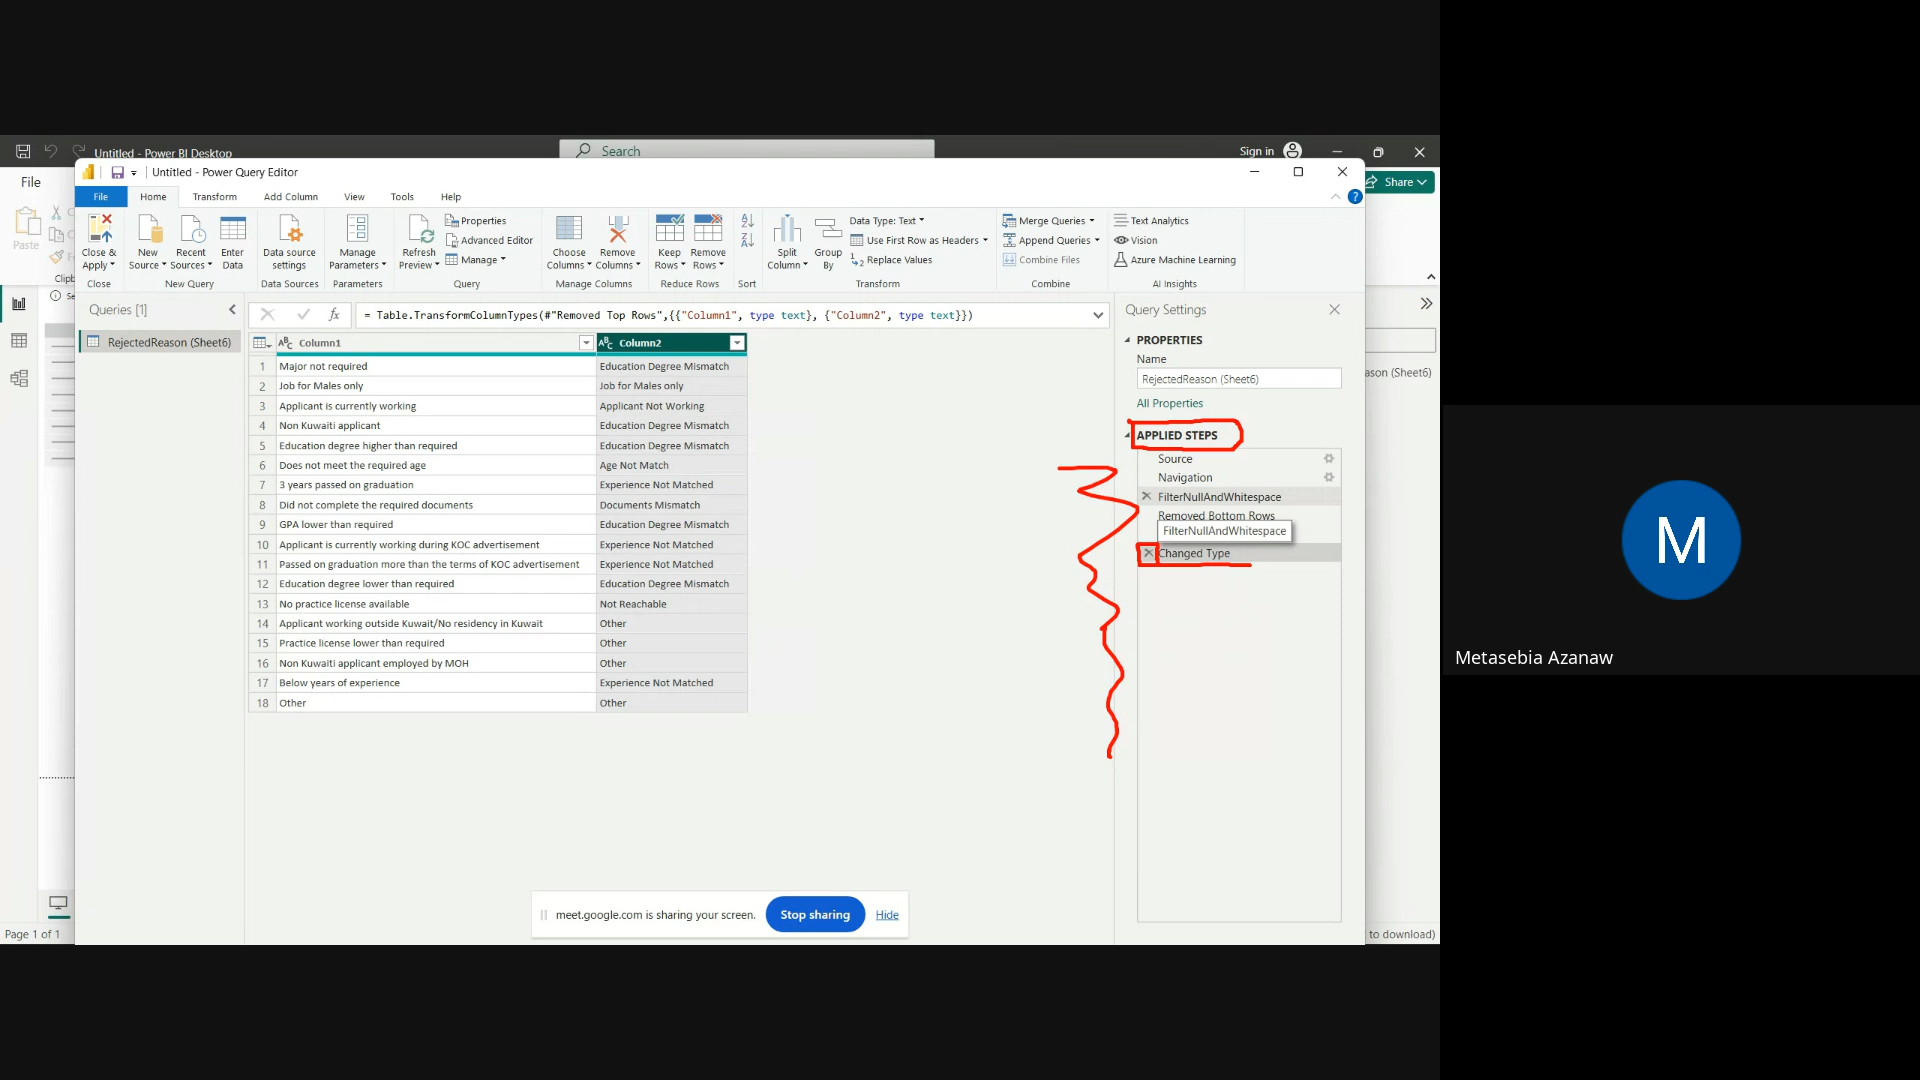 Untitled - Power BI Desktop
Search
Sign in
File
Share
Paste
Untitled - Power Query Editor
File Home Transform Add Column View Tools Help
Close & Apply
New Source
Recent Sources
Enter Data
Data source settings
Manage Parameters
Refresh Preview
Properties
Advanced Editor
Manage
Choose Columns
Remove Columns
Keep Rows
Remove Rows
Split Column
Group By
Data Type: Text
Use First Row as Headers
Replace Values
Merge Queries
Append Queries
Combine Files
Text Analytics
Vision
Azure Machine Learning
Close New Query Data Sources Parameters Query Manage Columns Reduce Rows Sort Transform Combine AI Insights
Queries [1]
= Table.TransformColumnTypes(#"Removed Top Rows",{{"Column1", type text}, {"Column2", type text}})
RejectedReason (Sheet6)
Column1 Column2
1 Major not required Education Degree Mismatch
2 Job for Males only Job for Males only
3 Applicant is currently working Applicant Not Working
4 Non Kuwaiti applicant Education Degree Mismatch
5 Education degree higher than required Education Degree Mismatch
6 Does not meet the required age Age Not Match
7 3 years passed on graduation Experience Not Matched
8 Did not complete the required documents Documents Mismatch
9 GPA lower than required Education Degree Mismatch
10 Applicant is currently working during KOC advertisement Experience Not Matched
11 Passed on graduation more than the terms of KOC advertisement Experience Not Matched
12 Education degree lower than required Education Degree Mismatch
13 No practice license available Not Reachable
14 Applicant working outside Kuwait/No residency in Kuwait Other
15 Practice license lower than required Other
16 Non Kuwaiti applicant employed by MOH Other
17 Below years of experience Experience Not Matched
18 Other Other
Query Settings
PROPERTIES
Name
RejectedReason (Sheet6)
All Properties
APPLIED STEPS
Source
Navigation
FilterNullAndWhitespace
Removed Bottom Rows
FilterNullAndWhitespace
Changed Type
ason (Sheet6)
meet.google.com is sharing your screen.
Stop sharing
Hide
Page 1 of 1
to download)
M
Metasebia Azanaw